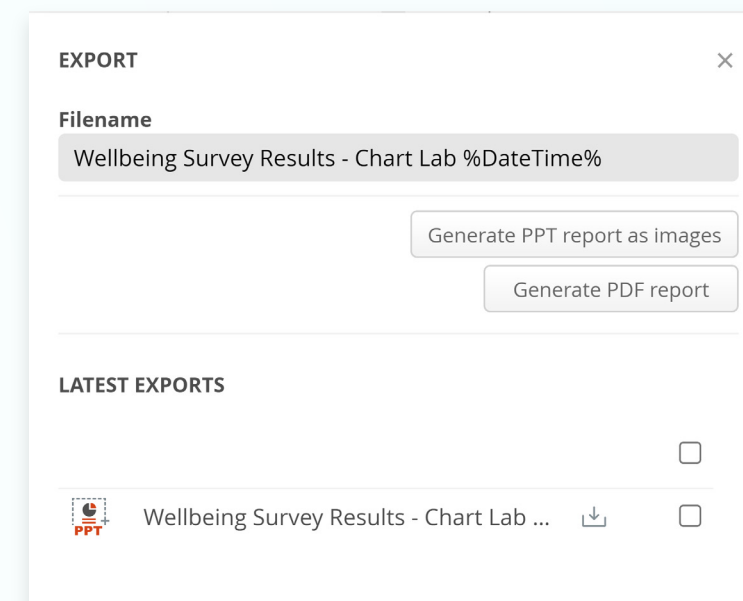 EXPORT
Filename
Wellbeing Survey Results - Chart Lab %DateTime%
Generate PPT report as images
Generate PDF report
LATEST EXPORTS
PPT
Wellbeing Survey Results - Chart Lab ...